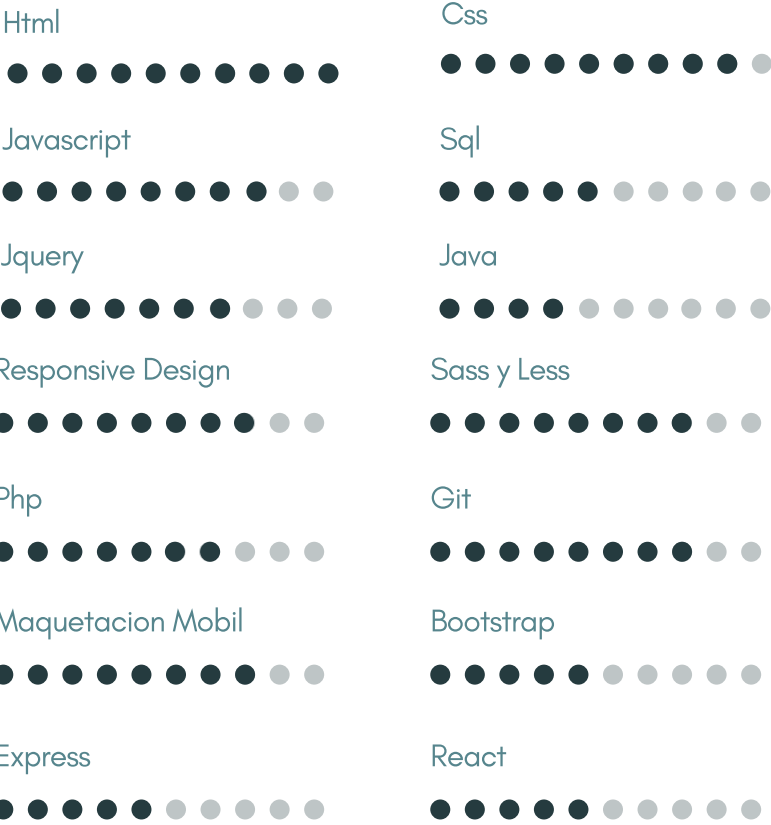 Html
Css
Javascript
Sql
Jquery
Java
Responsive Design
Sass y Less
Php
Git
Maquetacion Mobil
Bootstrap
Express
React